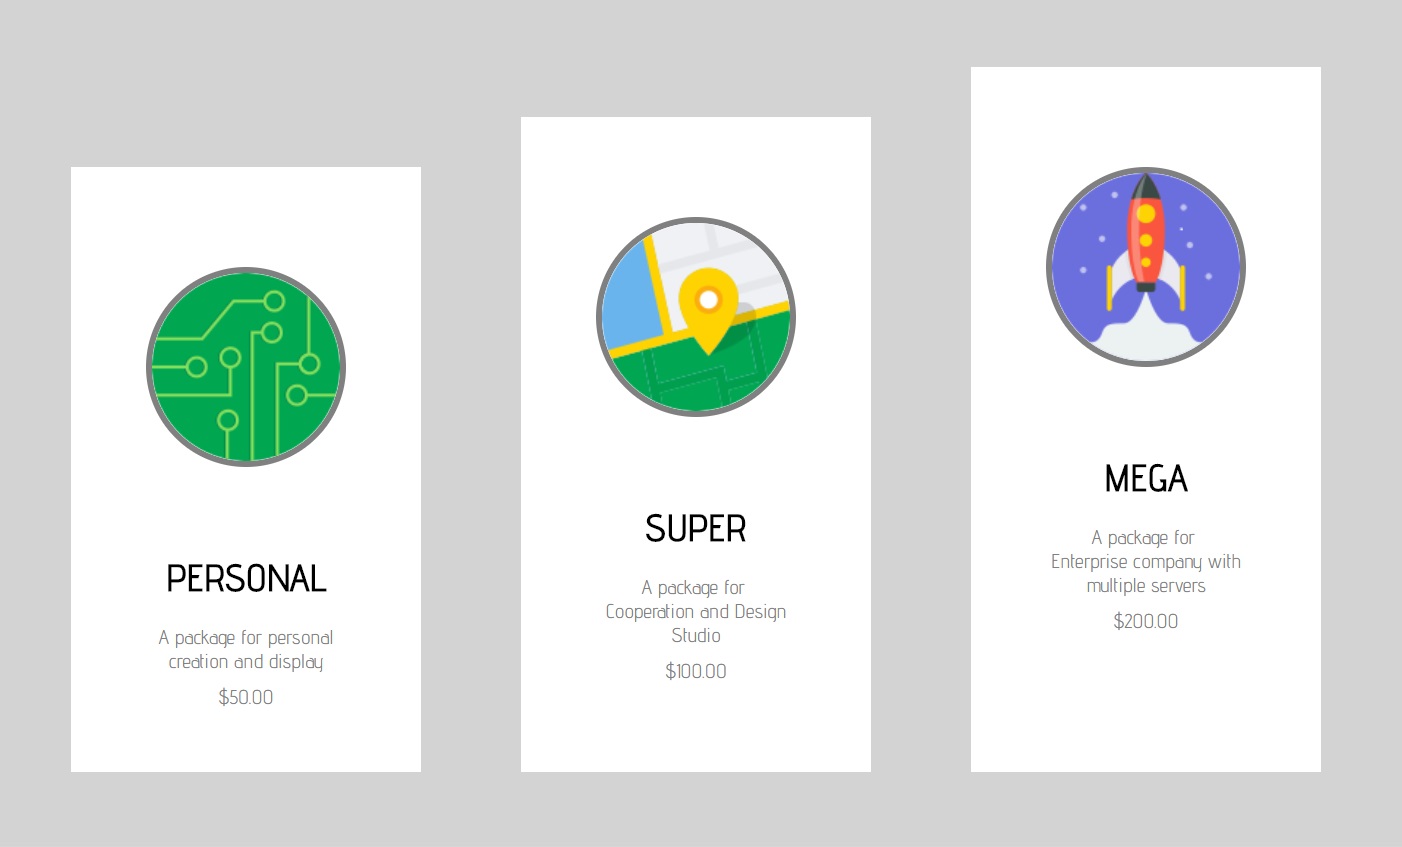 PERSONAL
A package for personal
creation and display
$50.00
SUPER
A package for
Cooperation and Design
Studio
$100.00
MEGA
A package for
Enterprise company with
multiple servers
$200.00